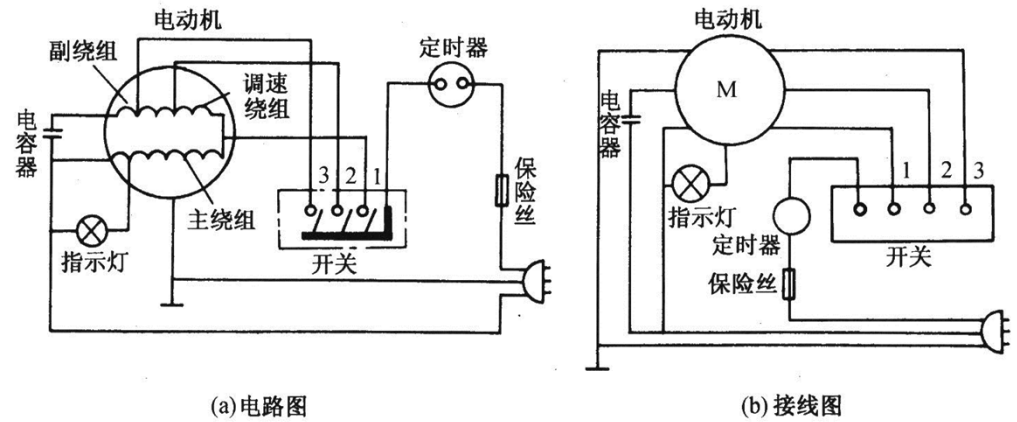 电动机
副绕组
调速
绕组
定时器
电容器
3 2 1
保险丝
主绕组
指示灯
开关
(a)电路图
电动机
M
电容器
1 2 3
指示灯
定时器
开关
保险丝
(b)接线图